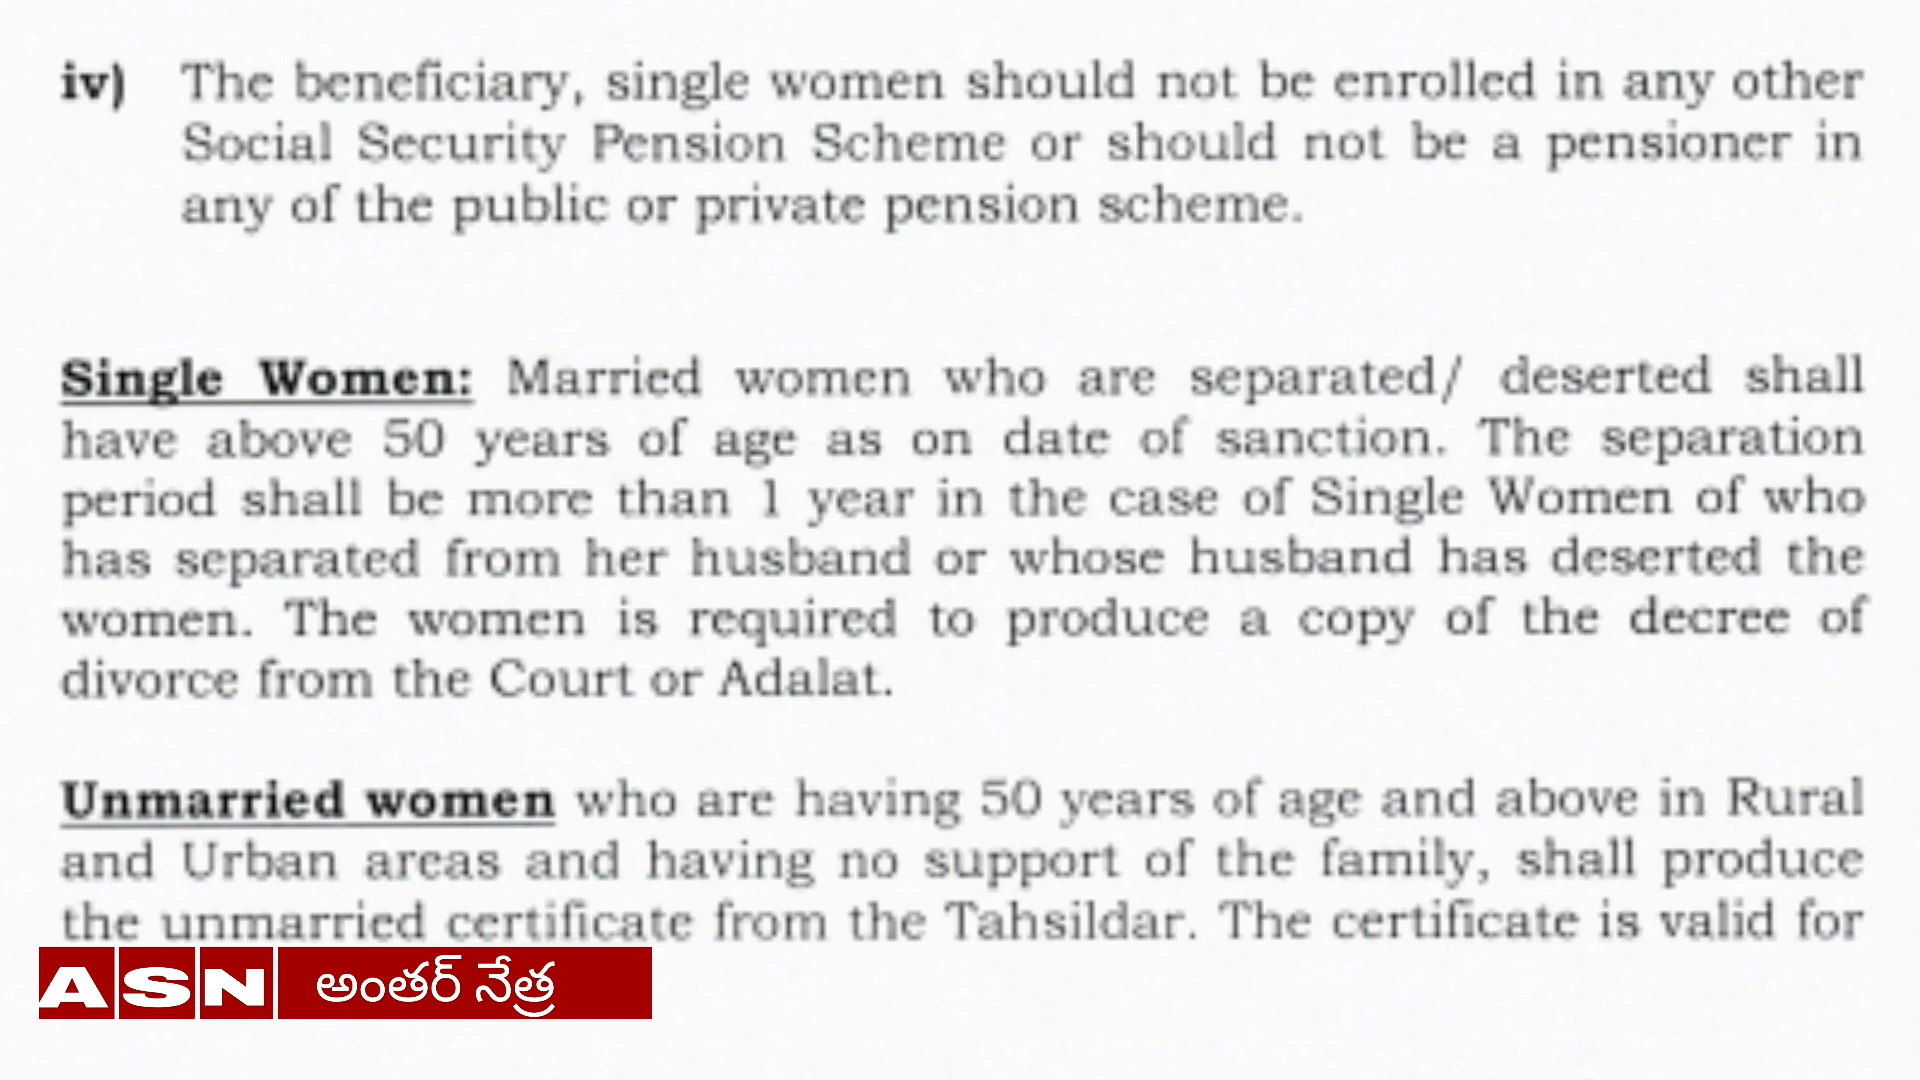 iv) The beneficiary, single women should not be enrolled in any other
Social Security Pension Scheme or should not be a pensioner in
any of the public or private pension scheme.
Single Women: Married women who are separated/ deserted shall
have above 50 years of age as on date of sanction. The separation
period shall be more than 1 year in the case of Single Women of who
has separated from her husband or whose husband has deserted the
women. The women is required to produce a copy of the decree of
divorce from the Court or Adalat.
Unmarried women who are having 50 years of age and above in Rural
and Urban areas and having no support of the family, shall produce
the unmarried certificate from the Tahsildar. The certificate is valid for
ASN అంతర్ నేత్ర